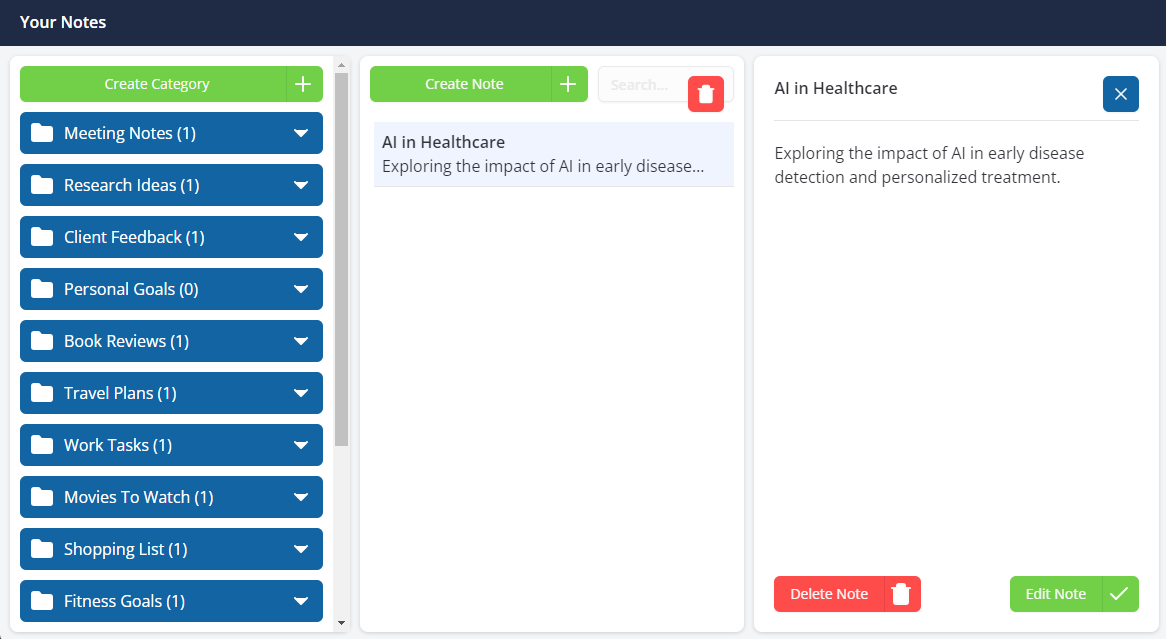 Your Notes
Create Category
Meeting Notes (1)
Research Ideas (1)
Client Feedback (1)
Personal Goals (0)
Book Reviews (1)
Travel Plans (1)
Work Tasks (1)
Movies To Watch (1)
Shopping List (1)
Fitness Goals (1)
Create Note
Search...
AI in Healthcare
Exploring the impact of AI in early disease...
AI in Healthcare
Exploring the impact of AI in early disease
detection and personalized treatment.
Delete Note
Edit Note